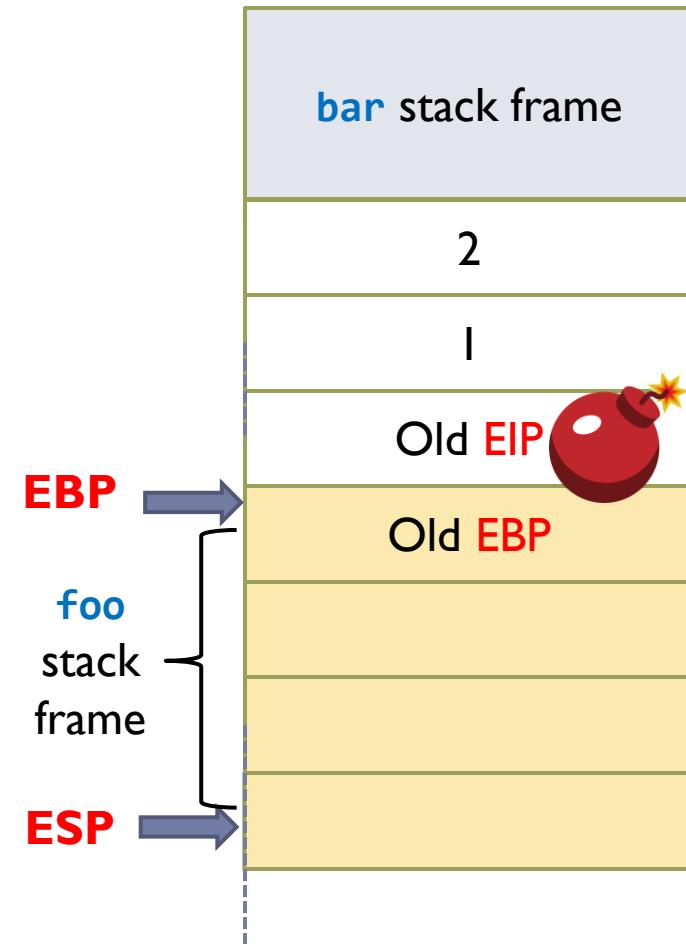 bar stack frame
2
1
Old EIP
EBP
Old EBP
foo
stack
frame
ESP